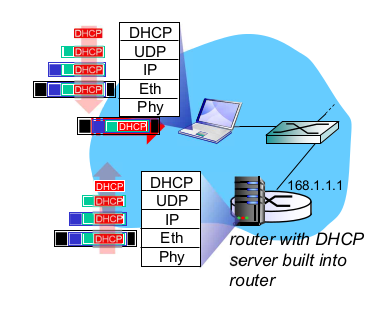 DHCP
DHCP
DHCP
DHCP
DHCP
UDP
IP
Eth
Phy
DHCP
168.1.1.1
DHCP
DHCP
DHCP
DHCP
DHCP
UDP
IP
Eth
Phy
router with DHCP
server built into
router